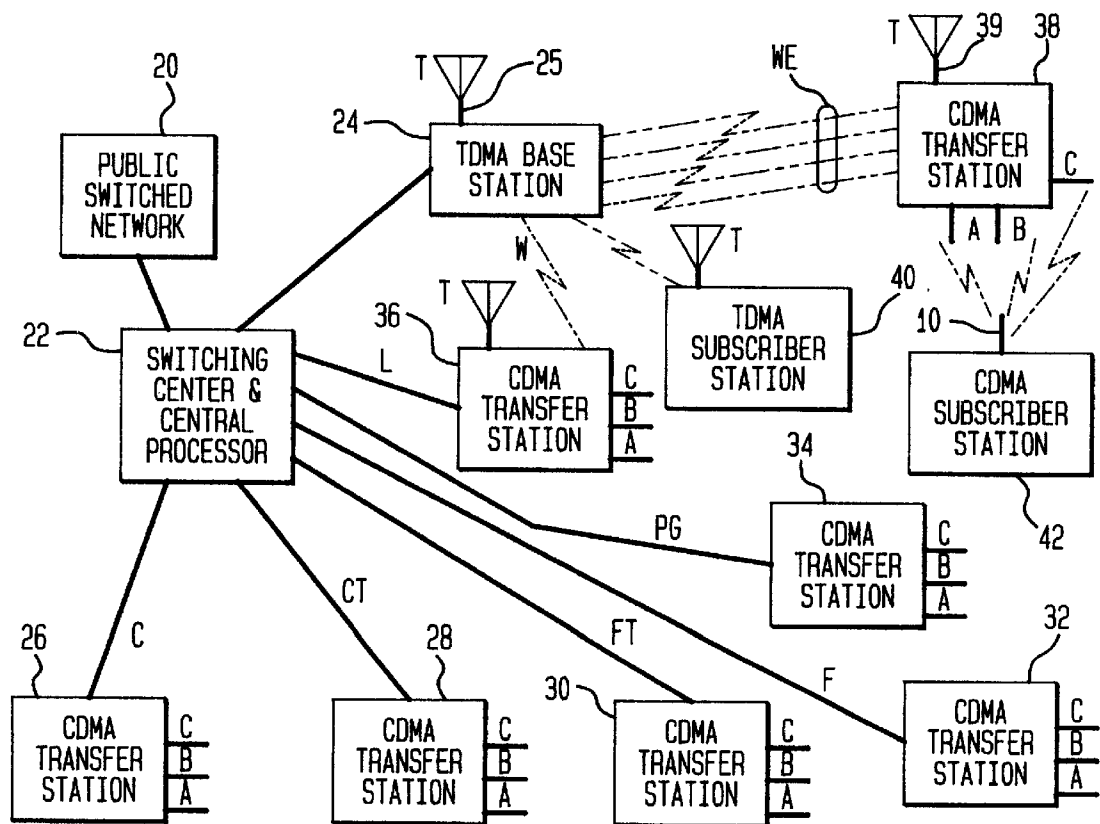 T
25
WE
T
39
38
20
24
PUBLIC
SWITCHED
NETWORK
TDMA BASE
STATION
CDMA
TRANSFER
STATION
C
A
B
W
T
T
40
10
22
36
SWITCHING
CENTER &
CENTRAL
PROCESSOR
L
CDMA
TRANSFER
STATION
C
B
A
TDMA
SUBSCRIBER
STATION
CDMA
SUBSCRIBER
STATION
34
42
PG
CDMA
TRANSFER
STATION
C
B
A
C
CT
FT
F
26
28
30
32
CDMA
TRANSFER
STATION
C
B
A
CDMA
TRANSFER
STATION
C
B
A
CDMA
TRANSFER
STATION
C
B
A
CDMA
TRANSFER
STATION
C
B
A